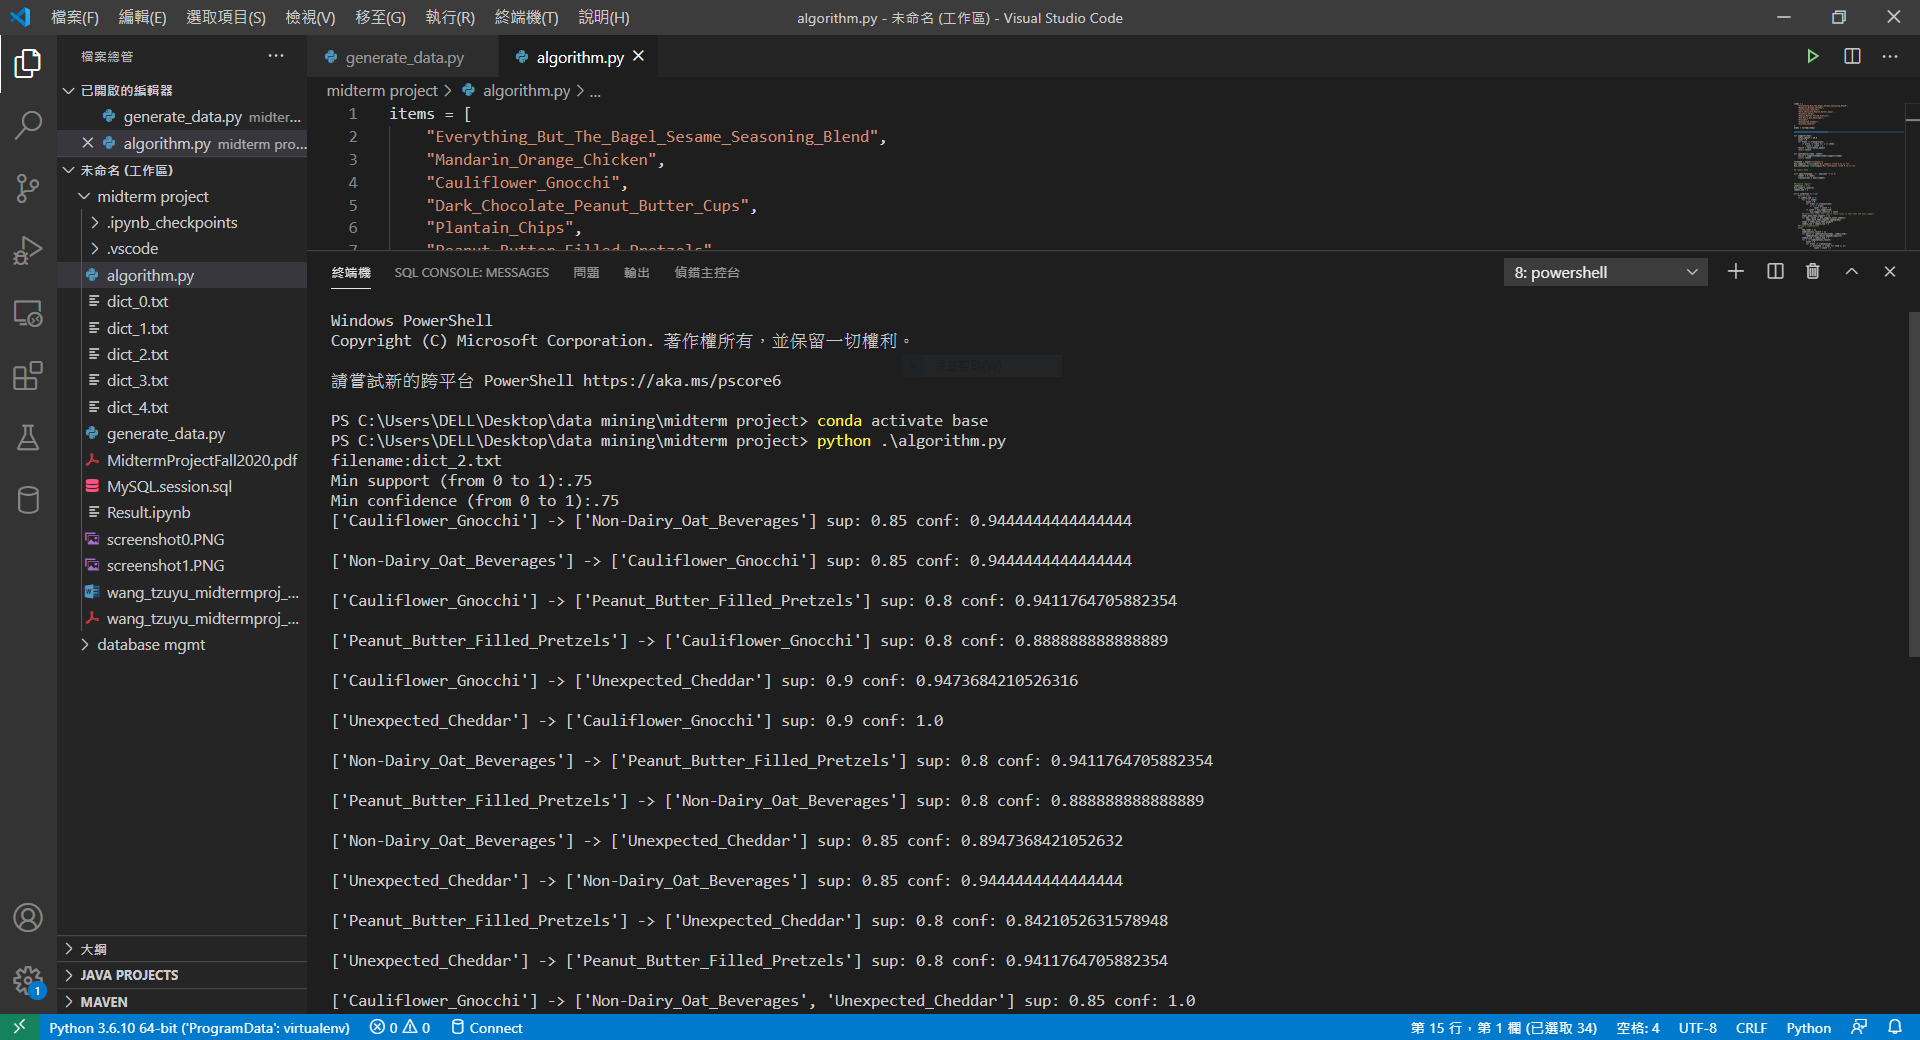 檔案(F) 編輯(E) 選取項目(S) 檢視(V) 移至(G) 執行(R) 終端機(T) 說明(H)
algorithm.py - 未命名 (工作區) - Visual Studio Code
檔案總管
已開啟的編輯器
generate_data.py midter...
algorithm.py midterm pro...
未命名 (工作區)
midterm project
.ipynb_checkpoints
.vscode
algorithm.py
dict_0.txt
dict_1.txt
dict_2.txt
dict_3.txt
dict_4.txt
generate_data.py
MidtermProjectFall2020.pdf
MySQL.session.sql
Result.ipynb
screenshot0.PNG
screenshot1.PNG
wang_tzuyu_midtermproj_...
wang_tzuyu_midtermproj_...
database mgmt
大綱
JAVA PROJECTS
MAVEN
1
generate_data.py
algorithm.py
midterm project > algorithm.py > ...
1 items = [
2 "Everything_But_The_Bagel_Sesame_Seasoning_Blend",
3 "Mandarin_Orange_Chicken",
4 "Cauliflower_Gnocchi",
5 "Dark_Chocolate_Peanut_Butter_Cups",
6 "Plantain_Chips",
7 "Peanut_Butter_Filled_Pretzels"
終端機 SQL CONSOLE: MESSAGES 問題 輸出 偵錯主控台
8: powershell
Windows PowerShell
Copyright (C) Microsoft Corporation. 著作權所有，並保留一切權利。
請嘗試新的跨平台 PowerShell https://aka.ms/pscore6
PS C:\Users\DELL\Desktop\data mining\midterm project> conda activate base
PS C:\Users\DELL\Desktop\data mining\midterm project> python .\algorithm.py
filename:dict_2.txt
Min support (from 0 to 1):.75
Min confidence (from 0 to 1):.75
['Cauliflower_Gnocchi'] -> ['Non-Dairy_Oat_Beverages'] sup: 0.85 conf: 0.9444444444444444
['Non-Dairy_Oat_Beverages'] -> ['Cauliflower_Gnocchi'] sup: 0.85 conf: 0.9444444444444444
['Cauliflower_Gnocchi'] -> ['Peanut_Butter_Filled_Pretzels'] sup: 0.8 conf: 0.9411764705882354
['Peanut_Butter_Filled_Pretzels'] -> ['Cauliflower_Gnocchi'] sup: 0.8 conf: 0.888888888888889
['Cauliflower_Gnocchi'] -> ['Unexpected_Cheddar'] sup: 0.9 conf: 0.9473684210526316
['Unexpected_Cheddar'] -> ['Cauliflower_Gnocchi'] sup: 0.9 conf: 1.0
['Non-Dairy_Oat_Beverages'] -> ['Peanut_Butter_Filled_Pretzels'] sup: 0.8 conf: 0.9411764705882354
['Peanut_Butter_Filled_Pretzels'] -> ['Non-Dairy_Oat_Beverages'] sup: 0.8 conf: 0.888888888888889
['Non-Dairy_Oat_Beverages'] -> ['Unexpected_Cheddar'] sup: 0.85 conf: 0.8947368421052632
['Unexpected_Cheddar'] -> ['Non-Dairy_Oat_Beverages'] sup: 0.85 conf: 0.9444444444444444
['Peanut_Butter_Filled_Pretzels'] -> ['Unexpected_Cheddar'] sup: 0.8 conf: 0.8421052631578948
['Unexpected_Cheddar'] -> ['Peanut_Butter_Filled_Pretzels'] sup: 0.8 conf: 0.9411764705882354
['Cauliflower_Gnocchi'] -> ['Non-Dairy_Oat_Beverages', 'Unexpected_Cheddar'] sup: 0.85 conf: 1.0
Python 3.6.10 64-bit ('ProgramData': virtualenv) 0 0 Connect
第 15 行，第 1 欄 (已選取 34) 空格: 4 UTF-8 CRLF Python